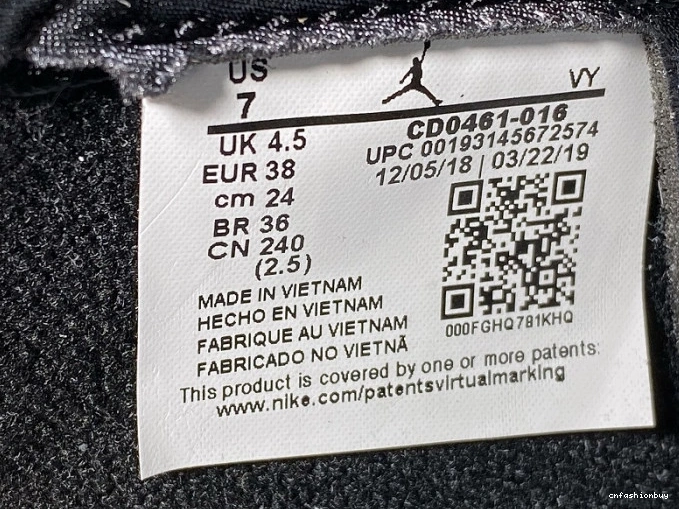 US
7
VY
UK 4.5
EUR 38
cm 24
BR 36
CN 240
(2.5)
CD0461-016
UPC 00193145672574
12/05/18 | 03/22/19
000FGHQ781KHQ
MADE IN VIETNAM
HECHO EN VIETNAM
FABRIQUE AU VIETNAM
FABRICADO NO VIETNÃ
This product is covered by one or more patents:
www.nike.com/patentsvirtualmarking
cnfashionbuy